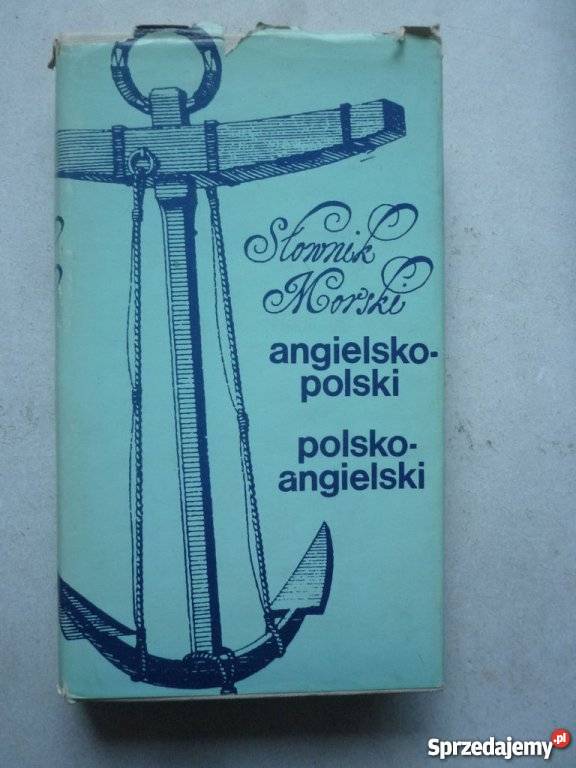 Słownik
Morski
angielsko-
polski
polsko-
angielski
Sprzedajemy.pl